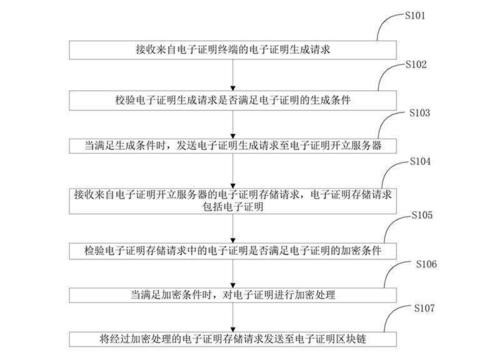 S101
接收来自电子证明终端的电子证明生成请求
S102
校验电子证明生成请求是否满足电子证明的生成条件
S103
当满足生成条件时，发送电子证明生成请求至电子证明开立服务器
S104
接收来自电子证明开立服务器的电子证明存储请求，电子证明存储请求
包括电子证明
S105
检验电子证明存储请求中的电子证明是否满足电子证明的加密条件
S106
当满足加密条件时，对电子证明进行加密处理
S107
将经过加密处理的电子证明存储请求发送至电子证明区块链